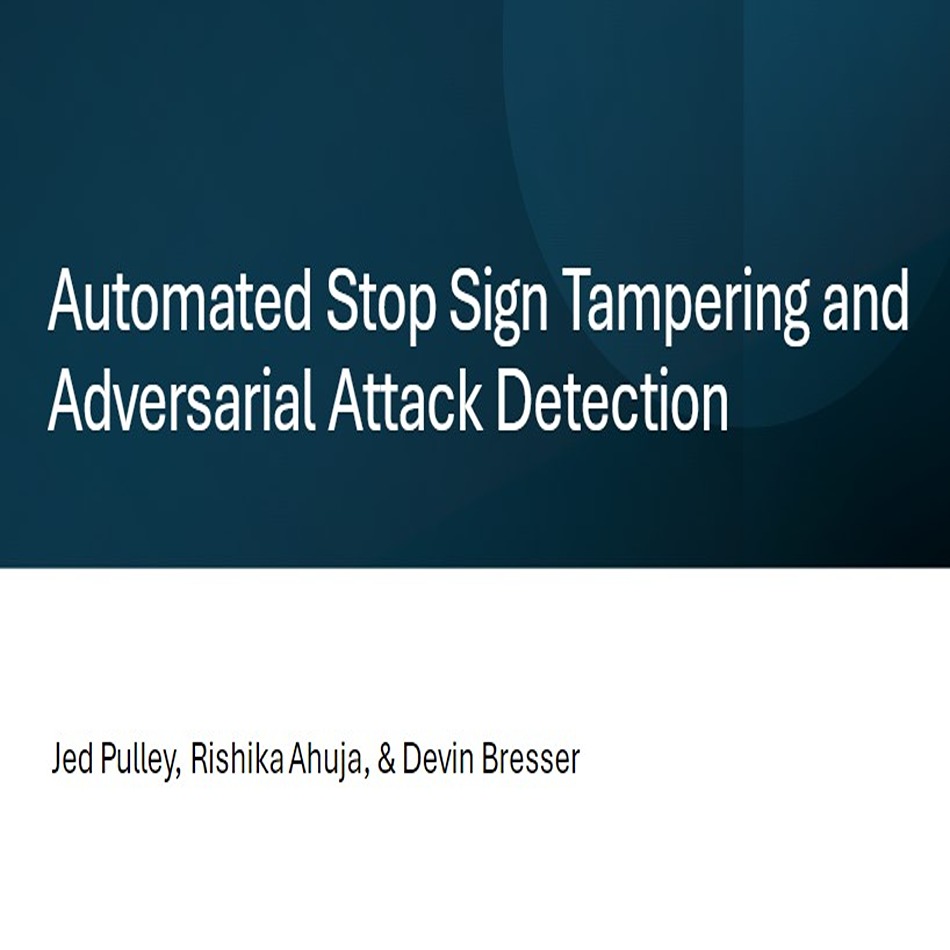 Automated Stop Sign Tampering and
Adversarial Attack Detection
Jed Pulley, Rishika Ahuja, & Devin Bresser